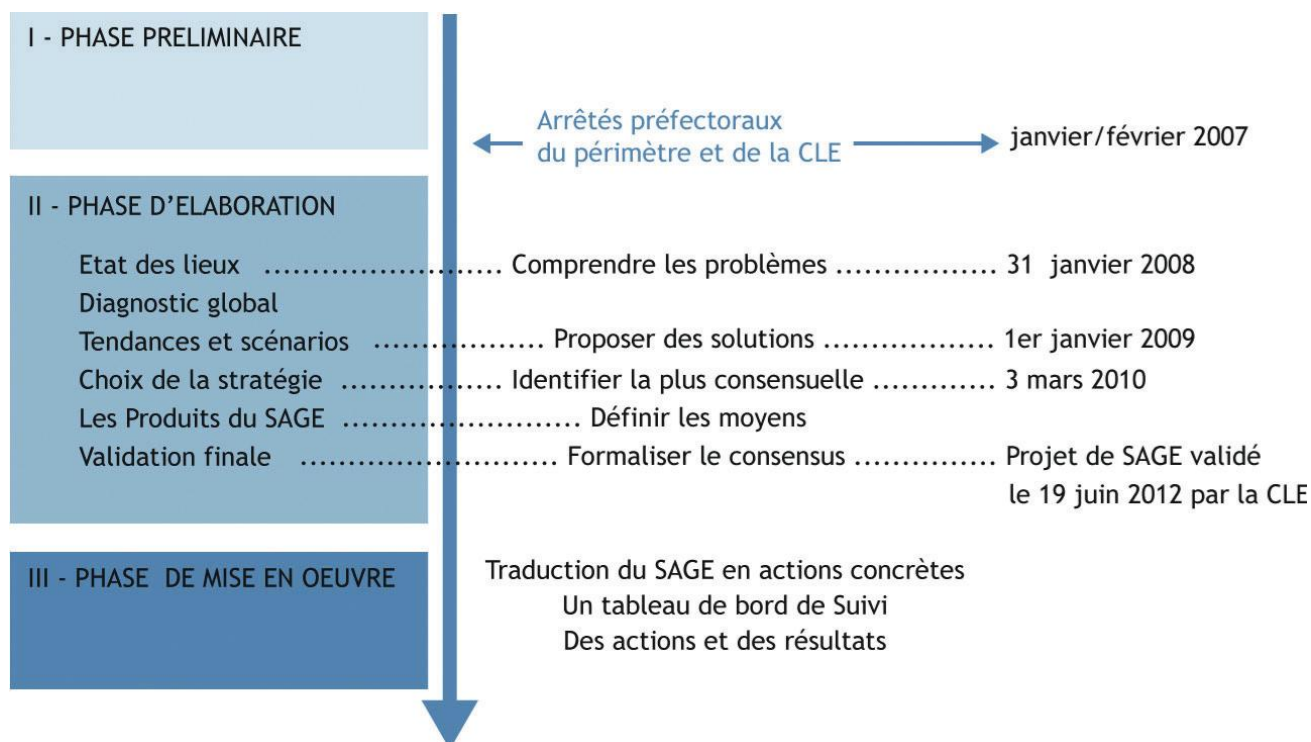 I - PHASE PRELIMINAIRE
Arrêtés préfectoraux
du périmètre et de la CLE
janvier/février 2007
II - PHASE D'ELABORATION
Etat des lieux ........................ Comprendre les problèmes ................. 31 janvier 2008
Diagnostic global
Tendances et scénarios ................. Proposer des solutions ................. 1er janvier 2009
Choix de la stratégie ................ Identifier la plus consensuelle ............. 3 mars 2010
Les Produits du SAGE ........................ Définir les moyens
Validation finale .......................... Formaliser le consensus ............... Projet de SAGE validé
le 19 juin 2012 par la CLE
III - PHASE DE MISE EN OEUVRE
Traduction du SAGE en actions concrètes
Un tableau de bord de Suivi
Des actions et des résultats